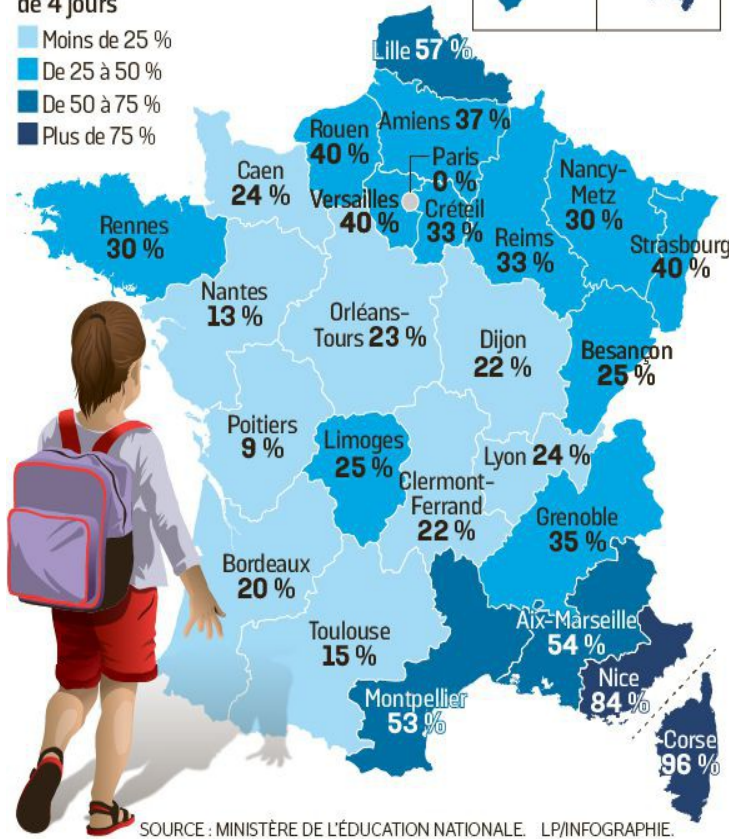 de 4 jours
Moins de 25 %
De 25 à 50 %
De 50 à 75 %
Plus de 75 %
Lille 57 %
Amiens 37 %
Rouen
40 %
Paris
0 %
Caen
24 %
Versailles
40 %
Créteil
33 %
Nancy-
Metz
30 %
Reims
33 %
Strasbourg
40 %
Rennes
30 %
Nantes
13 %
Orléans-
Tours 23 %
Dijon
22 %
Besançon
25 %
Poitiers
9 %
Limoges
25 %
Lyon 24 %
Clermont-
Ferrand
22 %
Grenoble
35 %
Bordeaux
20 %
Toulouse
15 %
Aix-Marseille
54 %
Nice
84 %
Montpellier
53 %
Corse
96 %
SOURCE : MINISTÈRE DE L'ÉDUCATION NATIONALE. LP/INFOGRAPHIE.